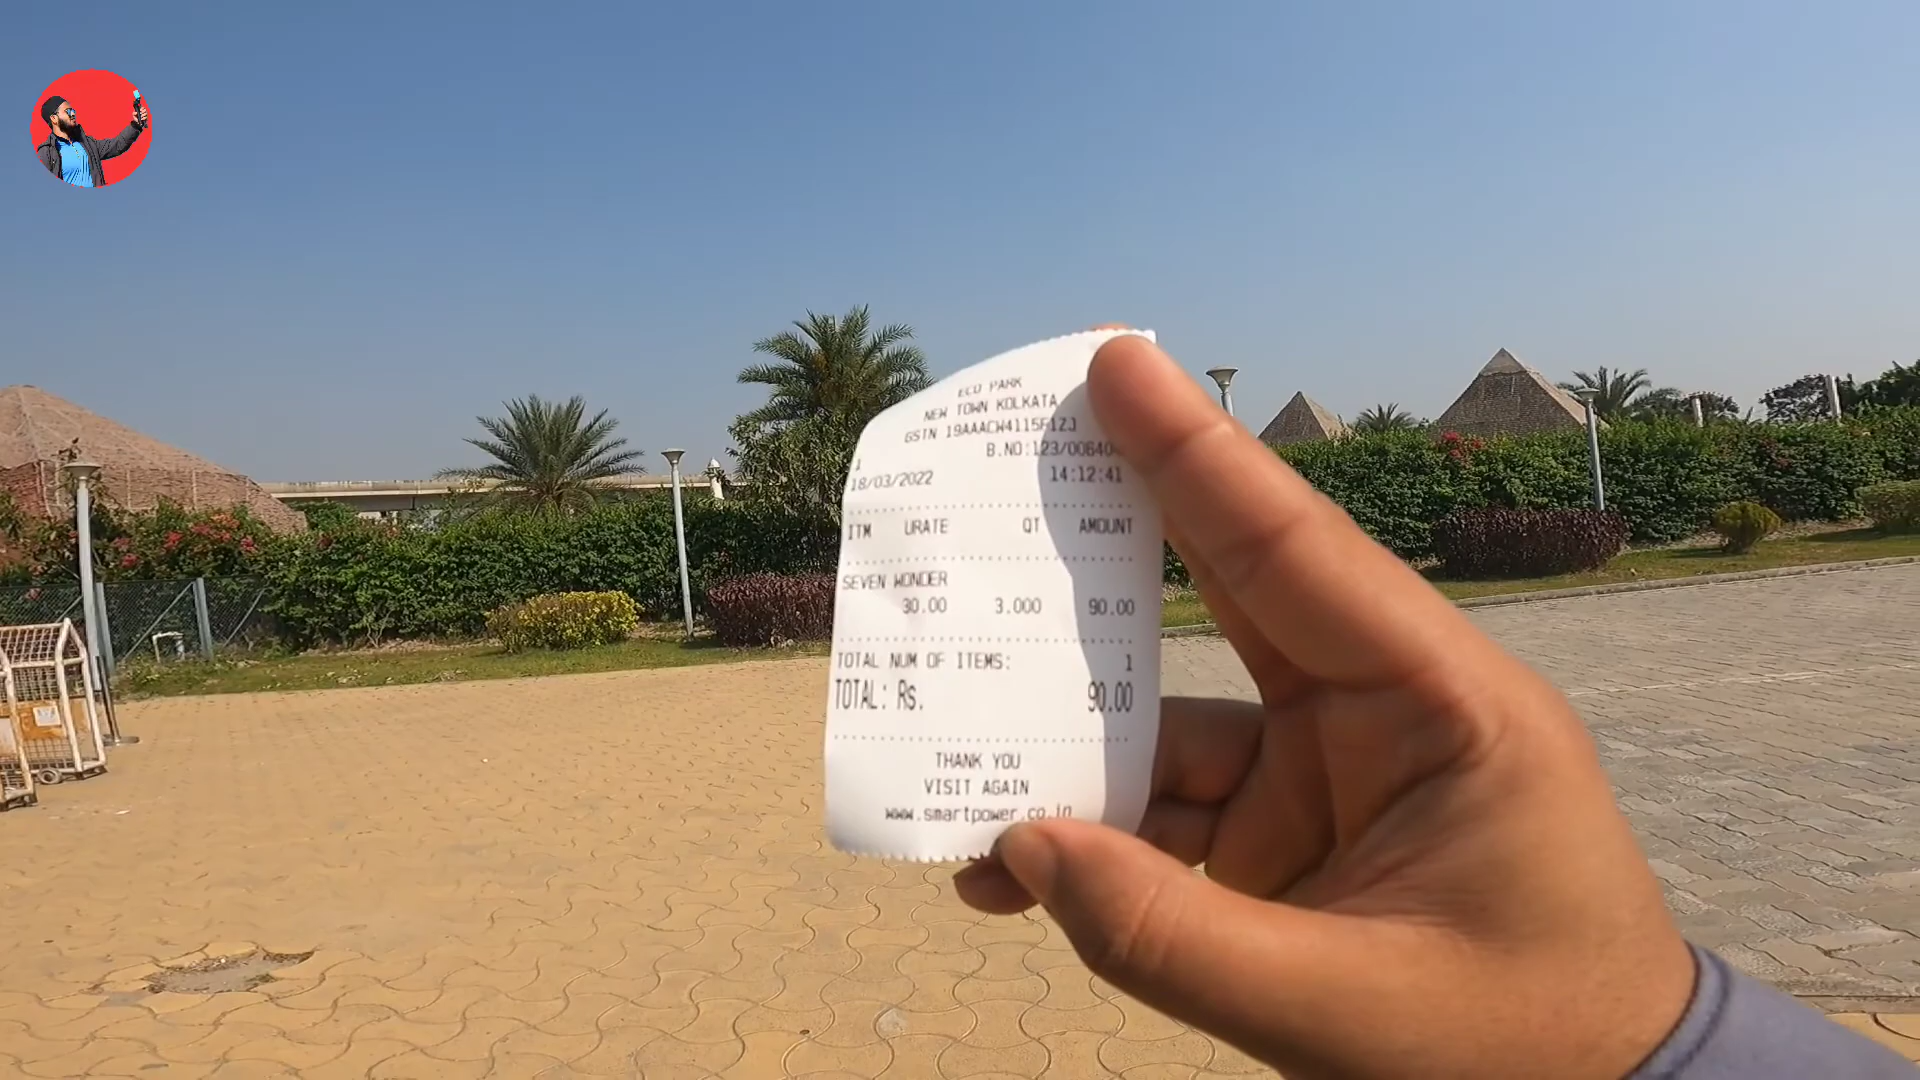 ECO PARK
NEW TOWN KOLKATA
GSTN 19AAACW4115F1ZJ
1 B.NO:123/00640
18/03/2022 14:12:41
ITM URATE QT AMOUNT
SEVEN WONDER
30.00 3.000 90.00
TOTAL NUM OF ITEMS: 1
TOTAL: Rs. 90.00
THANK YOU
VISIT AGAIN
www.smartpower.co.in